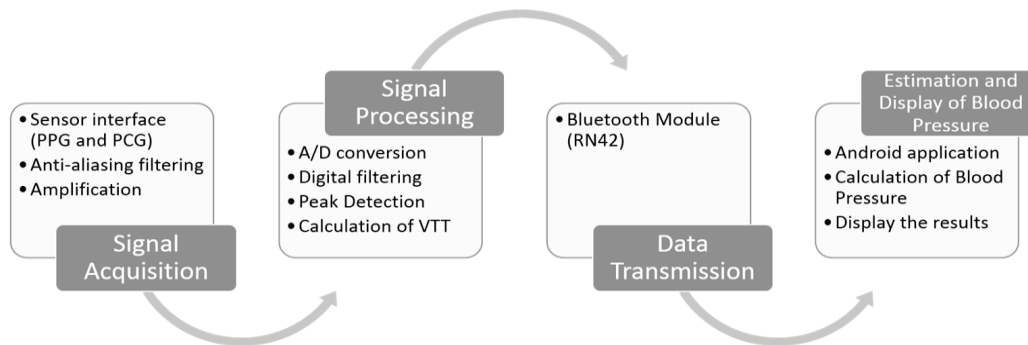 • Sensor interface
(PPG and PCG)
• Anti-aliasing filtering
• Amplification
Signal
Acquisition
Signal
Processing
• A/D conversion
• Digital filtering
• Peak Detection
• Calculation of VTT
• Bluetooth Module
(RN42)
Data
Transmission
Estimation and
Display of Blood
Pressure
• Android application
• Calculation of Blood
Pressure
• Display the results